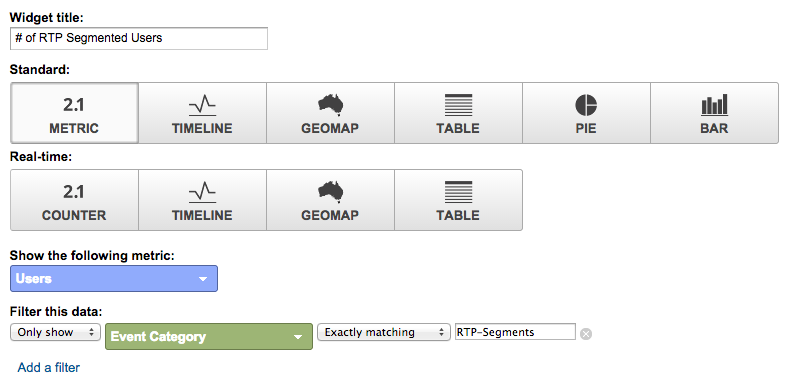 Widget title:
# of RTP Segmented Users
Standard:
2.1
METRIC TIMELINE GEOMAP TABLE PIE BAR
Real-time:
2.1
COUNTER TIMELINE GEOMAP TABLE
Show the following metric:
Users
Filter this data:
Only show Event Category Exactly matching RTP-Segments
Add a filter